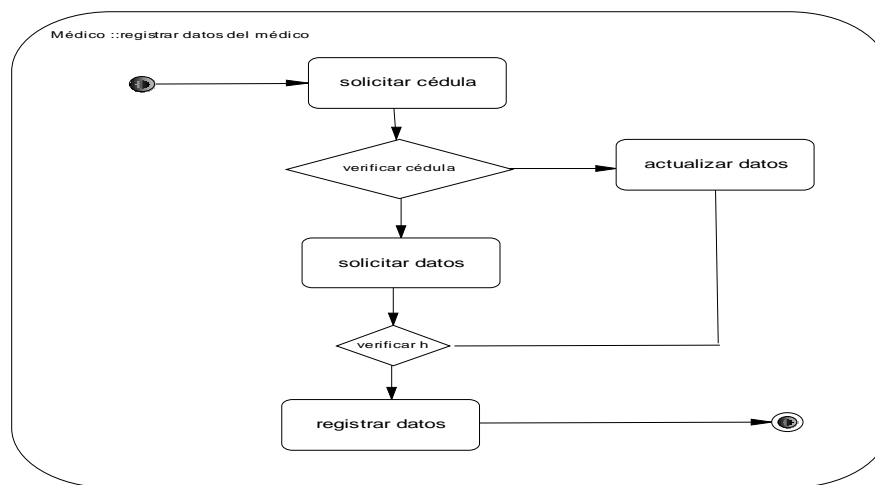 Médico ::registrar datos del médico
solicitar cédula
verificar cédula
actualizar datos
solicitar datos
verificar h
registrar datos